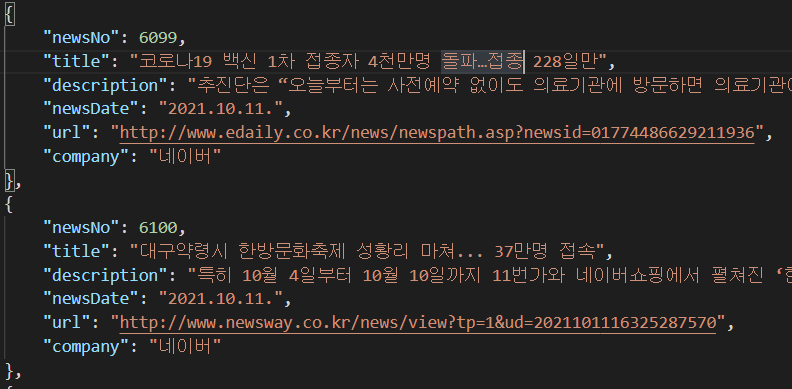 {
"newsNo": 6099,
"title": "코로나19 백신 1차 접종자 4천만명 돌파…접종 228일만",
"description": "추진단은 “오늘부터는 사전예약 없이도 의료기관에 방문하면 의료기관에
"newsDate": "2021.10.11.",
"url": "http://www.edaily.co.kr/news/newspath.asp?newsid=01774486629211936",
"company": "네이버"
},
{
"newsNo": 6100,
"title": "대구약령시 한방문화축제 성황리 마쳐... 37만명 접속",
"description": "특히 10월 4일부터 10월 10일까지 11번가와 네이버쇼핑에서 펼쳐진 ‘한
"newsDate": "2021.10.11.",
"url": "http://www.newsway.co.kr/news/view?tp=1&ud=2021101116325287570",
"company": "네이버"
},